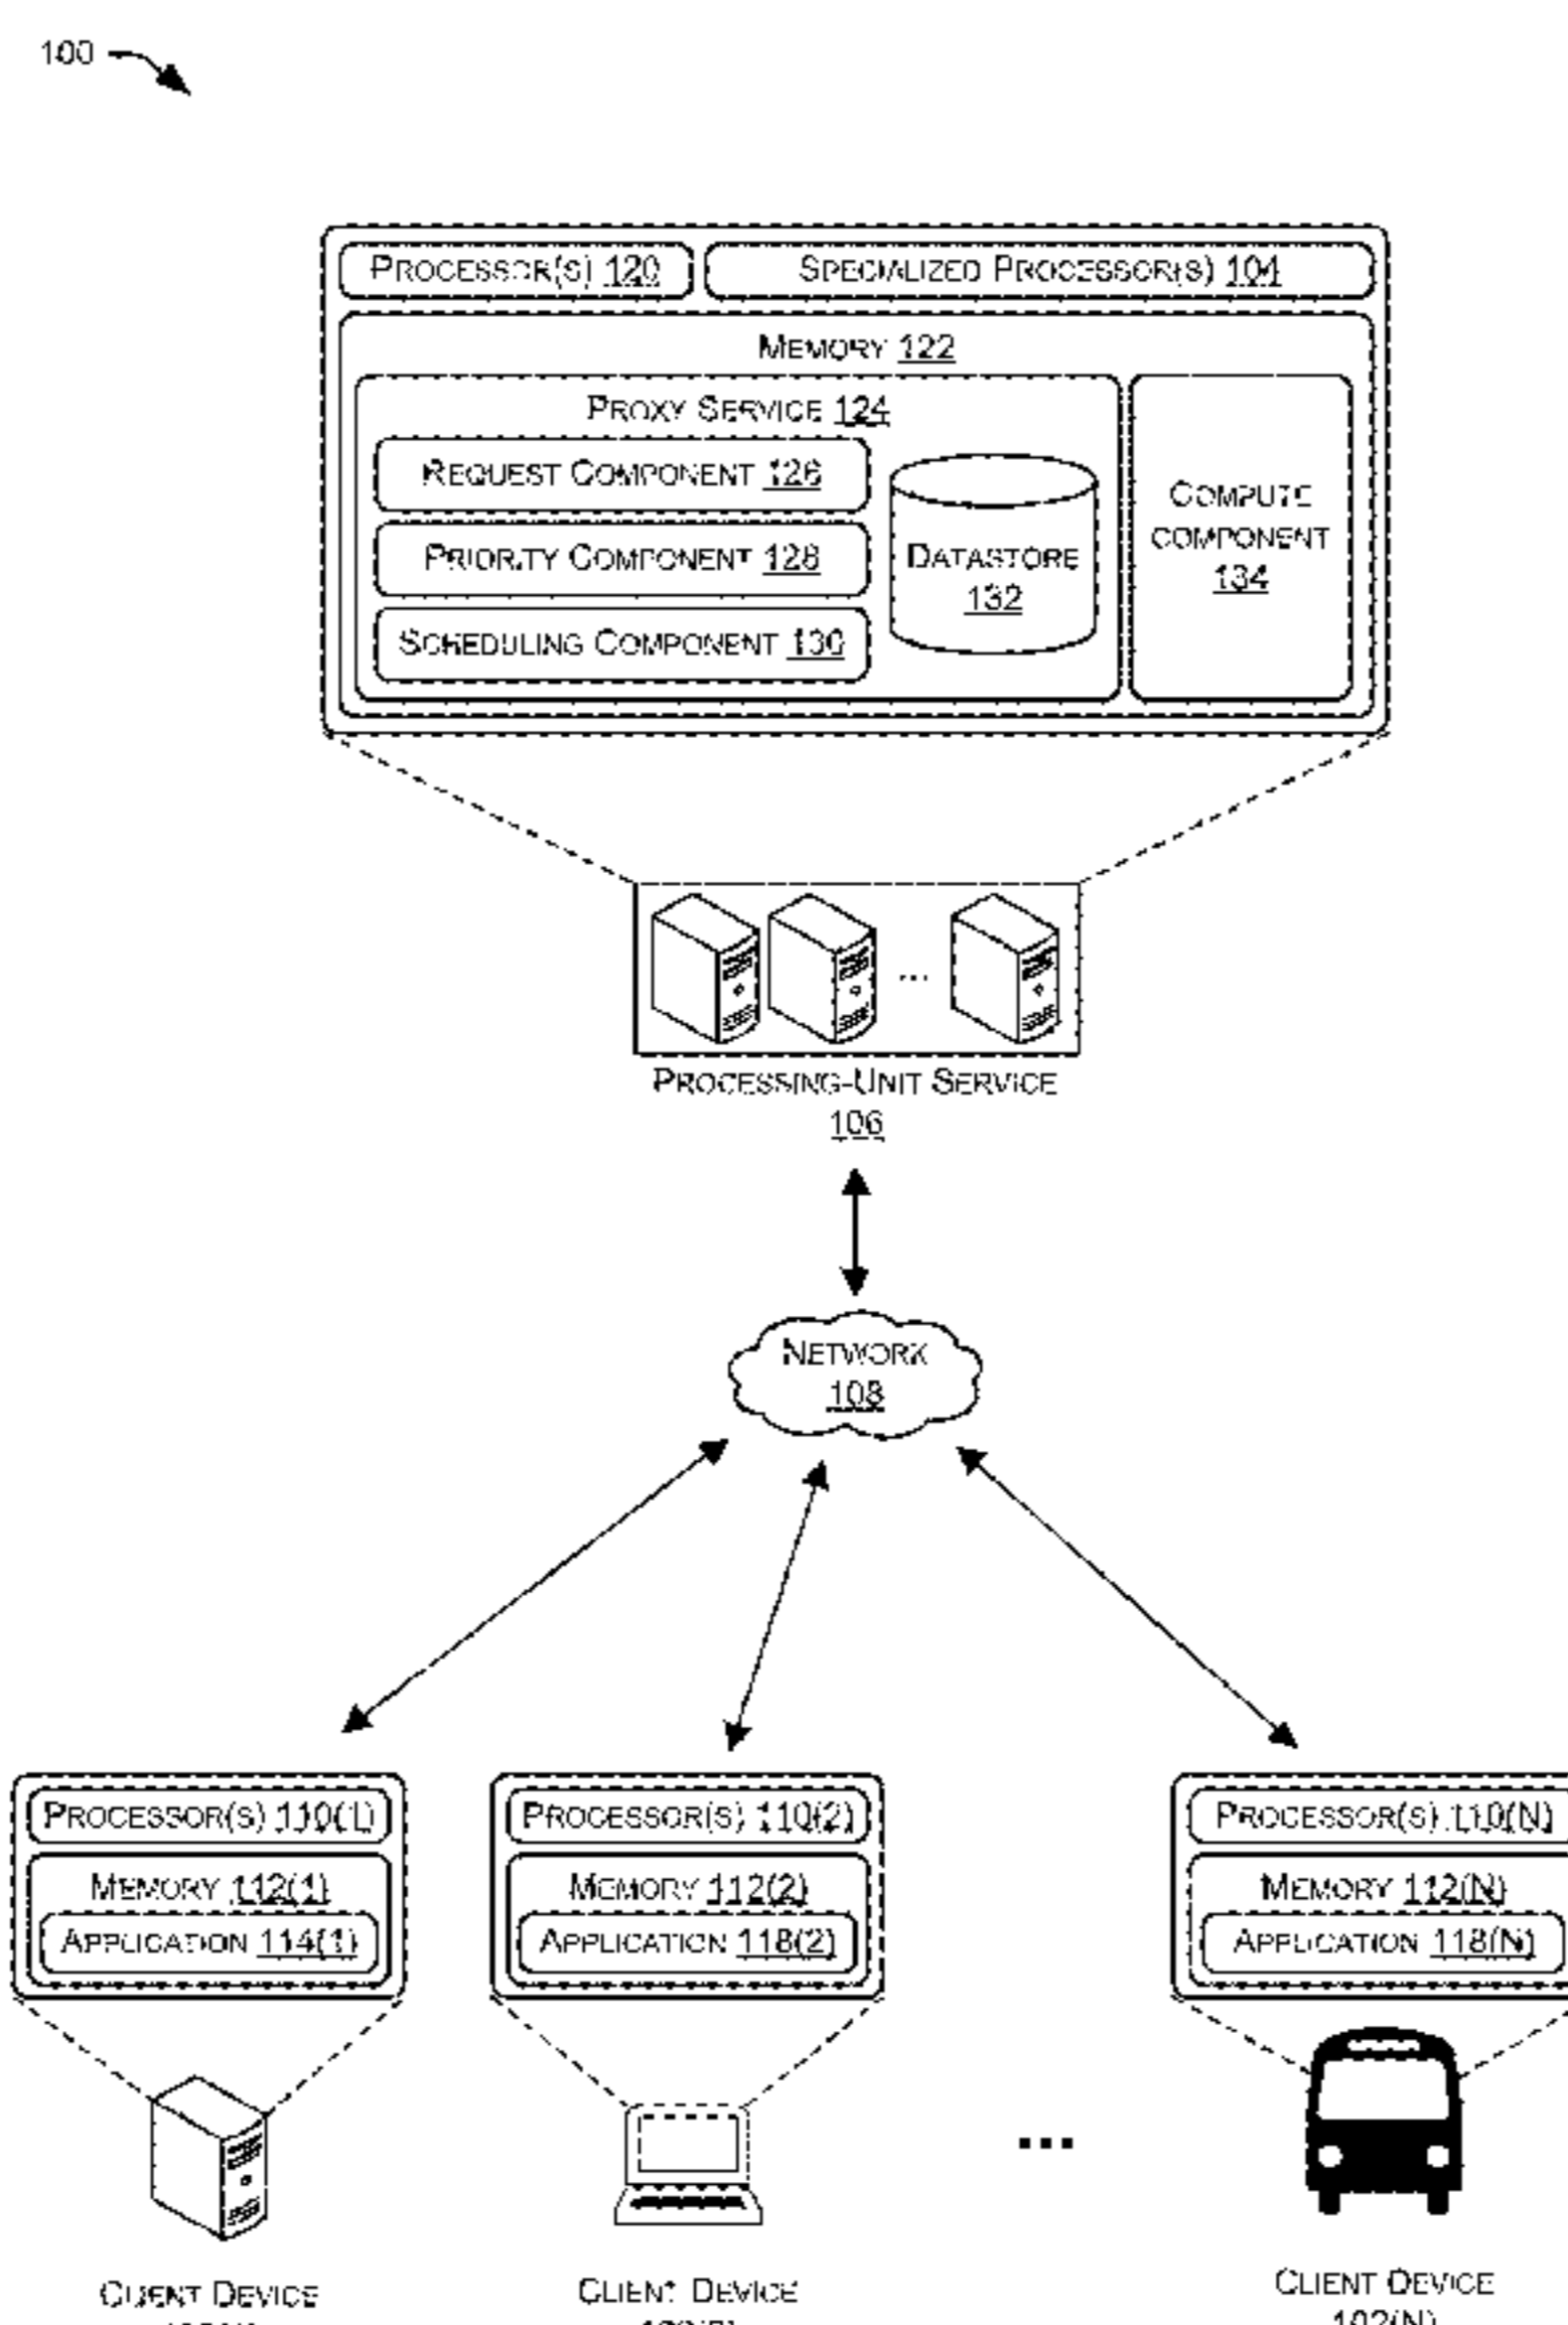 100
PROCESSOR(S) 120
SPECIALIZED PROCESSOR(S) 104
MEMORY 122
PROXY SERVICE 124
REQUEST COMPONENT 126
PRIORITY COMPONENT 128
SCHEDULING COMPONENT 130
DATASTORE
132
COMPUTE
COMPONENT
134
...
PROCESSING-UNIT SERVICE
106
NETWORK
108
PROCESSOR(S) 110(1)
MEMORY 112(1)
APPLICATION 114(1)
PROCESSOR(S) 110(2)
MEMORY 112(2)
APPLICATION 118(2)
PROCESSOR(S) 110(N)
MEMORY 112(N)
APPLICATION 118(N)
...
CLIENT DEVICE
CLIENT DEVICE
CLIENT DEVICE
102(N)